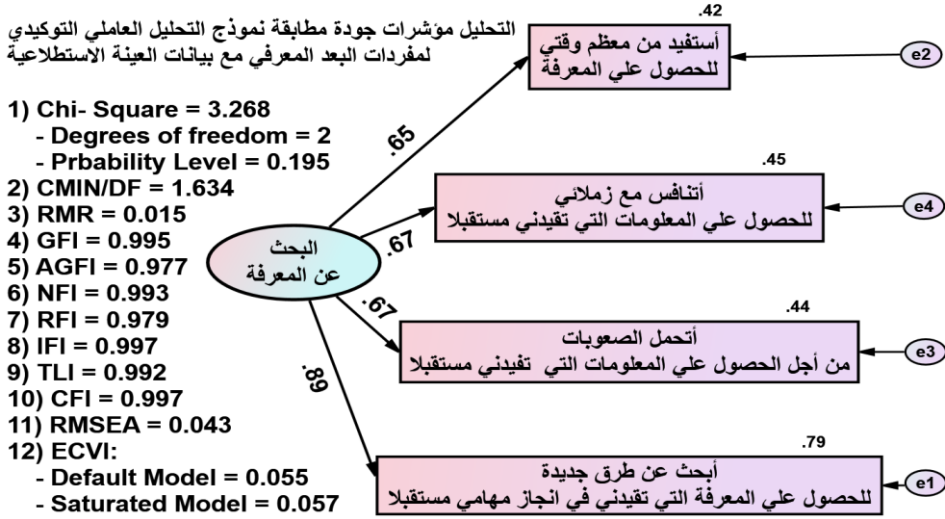 التحليل مؤشرات جودة مطابقة نموذج التحليل العاملي التوكيدي
لمفردات البعد المعرفي مع بيانات العينة الاستطلاعية
1) Chi- Square = 3.268
- Degrees of freedom = 2
- Prbability Level = 0.195
2) CMIN/DF = 1.634
3) RMR = 0.015
4) GFI = 0.995
5) AGFI = 0.977
6) NFI = 0.993
7) RFI = 0.979
8) IFI = 0.997
9) TLI = 0.992
10) CFI = 0.997
11) RMSEA = 0.043
12) ECVI:
- Default Model = 0.055
- Saturated Model = 0.057
البحث
عن المعرفة
.65
.67
.67
.89
.42
أستفيد من معظم وقتي
للحصول علي المعرفة
e2
.45
أتنافس مع زملائي
للحصول علي المعلومات التي تفيدني مستقبلا
e4
.44
أتحمل الصعوبات
من أجل الحصول علي المعلومات التي تفيدني مستقبلا
e3
.79
أبحث عن طرق جديدة
للحصول علي المعرفة التي تفيدني في انجاز مهامي مستقبلا
e1